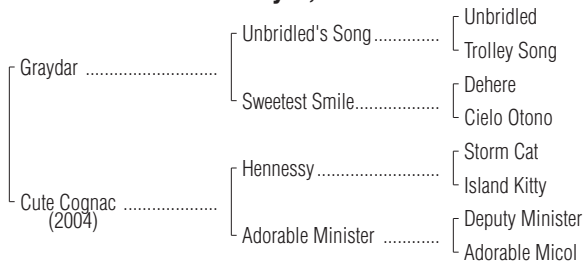 Unbridled
Unbridled's Song..............
Trolley Song
Graydar .............................
Dehere
Sweetest Smile..................
Cielo Otono
Storm Cat
Hennessy..........................
Island Kitty
Cute Cognac .....................
(2004)
Deputy Minister
Adorable Minister ............
Adorable Micol